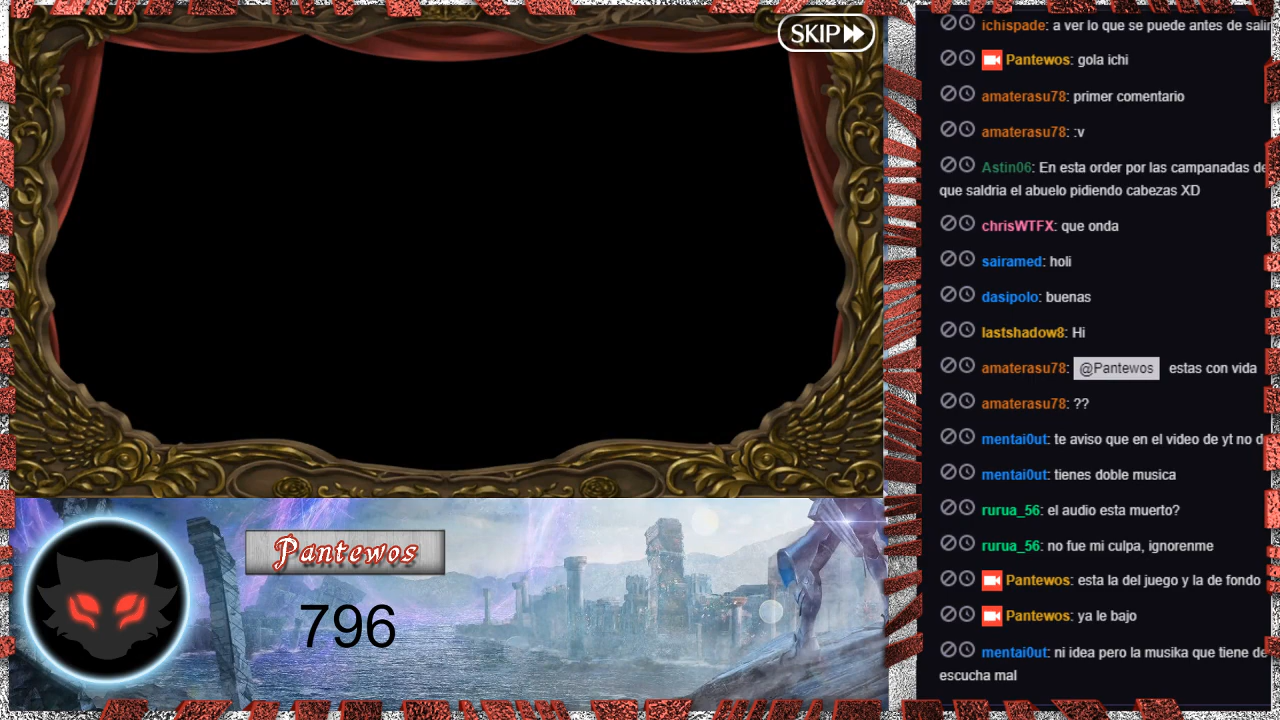 SKIP
Pantewos
796
ichispade: a ver lo que se puede antes de salir
Pantewos: gola ichi
amaterasu78: primer comentario
amaterasu78: :v
Astin06: En esta order por las campanadas de
que saldria el abuelo pidiendo cabezas XD
chrisWTFX: que onda
sairamed: holi
dasipolo: buenas
lastshadow8: Hi
amaterasu78: @Pantewos estas con vida
amaterasu78: ??
mentai0ut: te aviso que en el video de yt no d
mentai0ut: tienes doble musica
rurua_56: el audio esta muerto?
rurua_56: no fue mi culpa, ignorenme
Pantewos: esta la del juego y la de fondo
Pantewos: ya le bajo
mentai0ut: ni idea pero la musika que tiene de
escucha mal